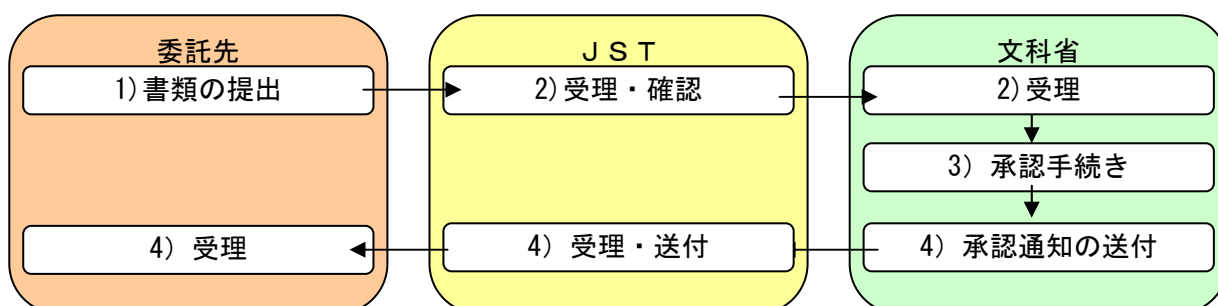 委託先
JST
文科省
1)書類の提出
2)受理・確認
2)受理
3) 承認手続き
4) 受理
4) 受理・送付
4) 承認通知の送付